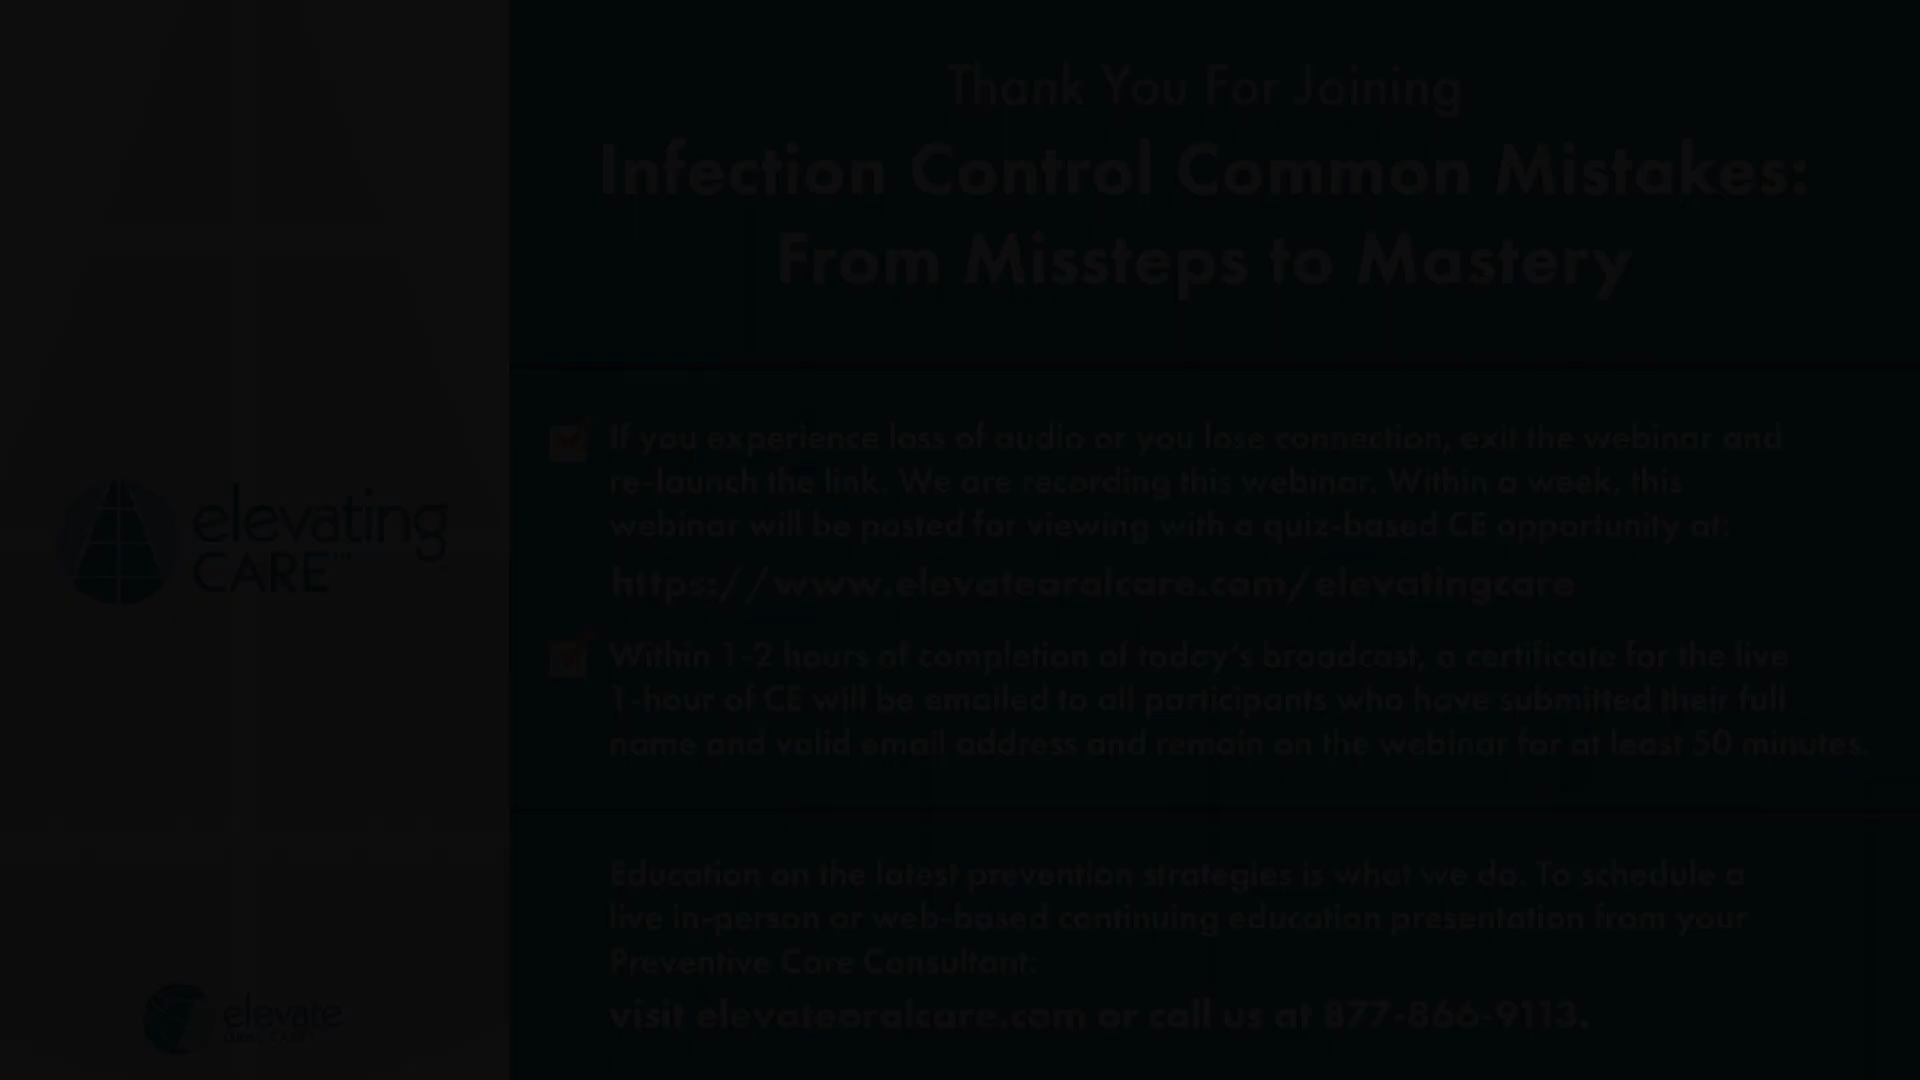 Thank You For Joining
Infection Control Common Mistakes:
From Missteps to Mastery
If you experience loss of audio or you lose connection, exit the webinar and
re-launch the link. We are recording this webinar. Within a week, this
webinar will be posted for viewing with a quiz-based CE opportunity at:
https://www.elevateoralcare.com/elevatingcare
Within 1-2 hours of completion of today's broadcast, a certificate for the live
1-hour of CE will be emailed to all participants who have submitted their full
name and valid email address and remain on the webinar for at least 50 minutes.
Education on the latest prevention strategies is what we do. To schedule a
live in-person or web-based continuing education presentation from your
Preventive Care Consultant:
visit elevateoralcare.com or call us at 877-866-9113.
elevating
CARE™
elevate
ORAL CARE